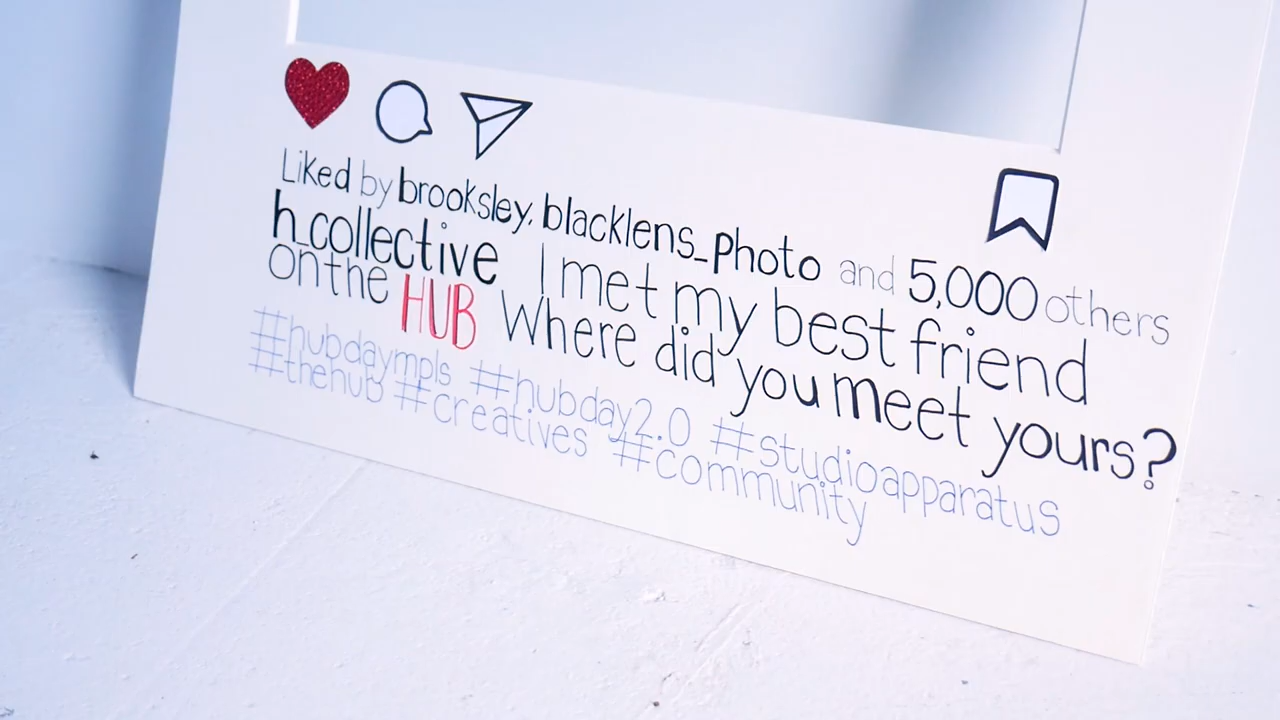 Liked by brooksley, blacklens_photo and 5,000 others
h_collective I met my best friend
on the HUB Where did you meet yours?
#hubdaympls #hubday2.0 #studioapparatus
#thehub #creatives #community